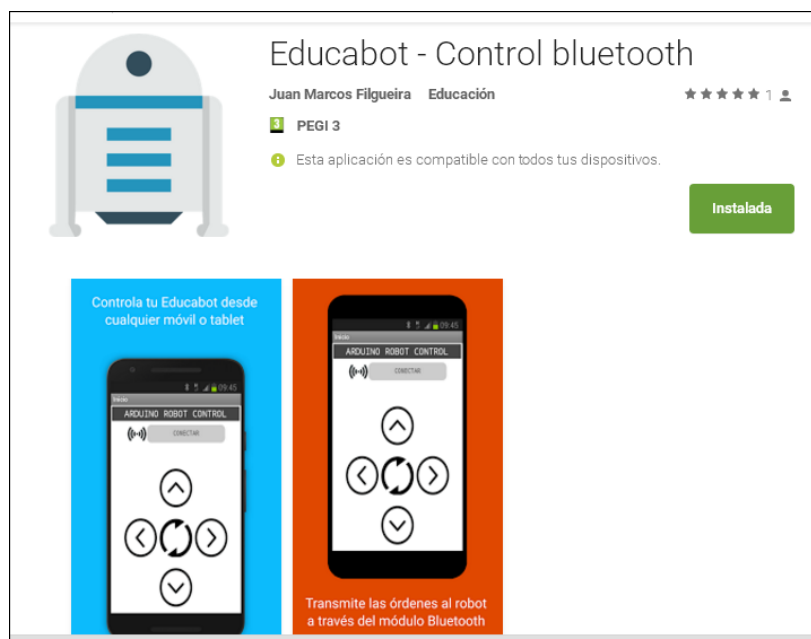 Educabot - Control bluetooth
Juan Marcos Filgueira Educación 1
3 PEGI 3
Esta aplicación es compatible con todos tus dispositivos.
Instalada
Controla tu Educabot desde
cualquier móvil o tablet
09:45
Inicio
ARDUINO ROBOT CONTROL
CONECTAR
09:45
Inicio
ARDUINO ROBOT CONTROL
CONECTAR
Transmite las órdenes al robot
a través del módulo Bluetooth